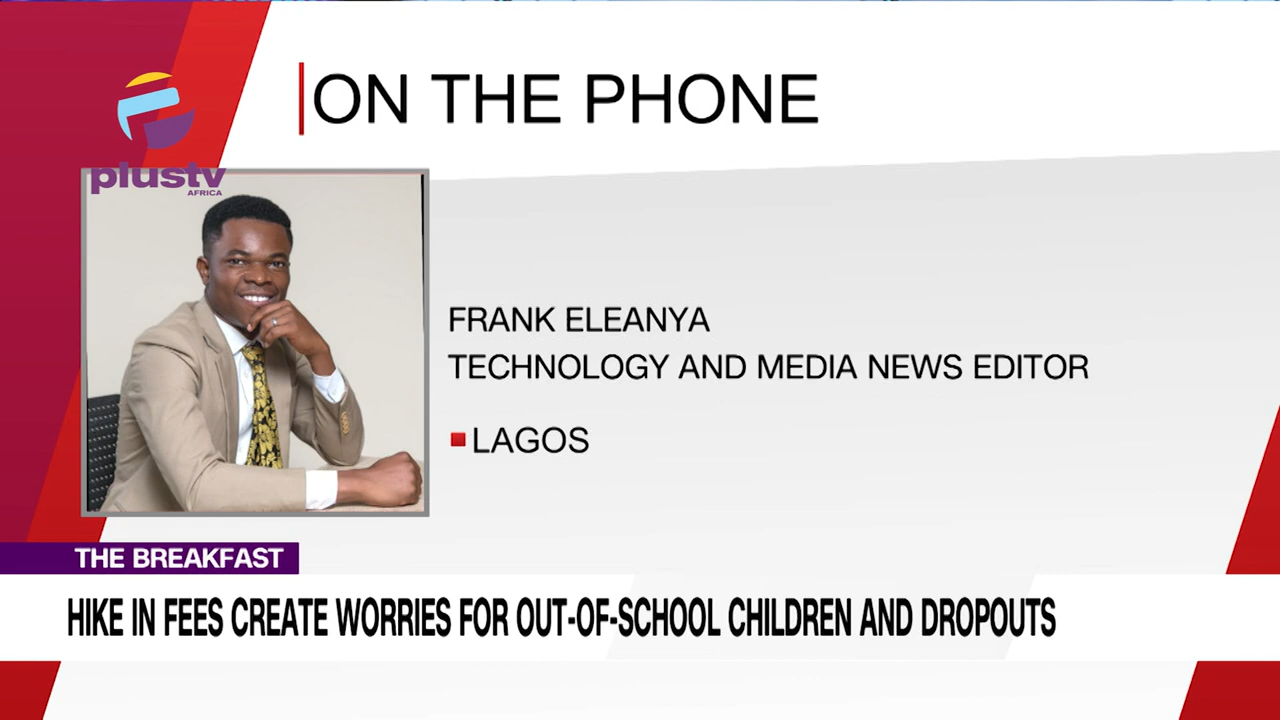 ON THE PHONE
plustv
AFRICA
FRANK ELEANYA
TECHNOLOGY AND MEDIA NEWS EDITOR
LAGOS
THE BREAKFAST
HIKE IN FEES CREATE WORRIES FOR OUT-OF-SCHOOL CHILDREN AND DROPOUTS